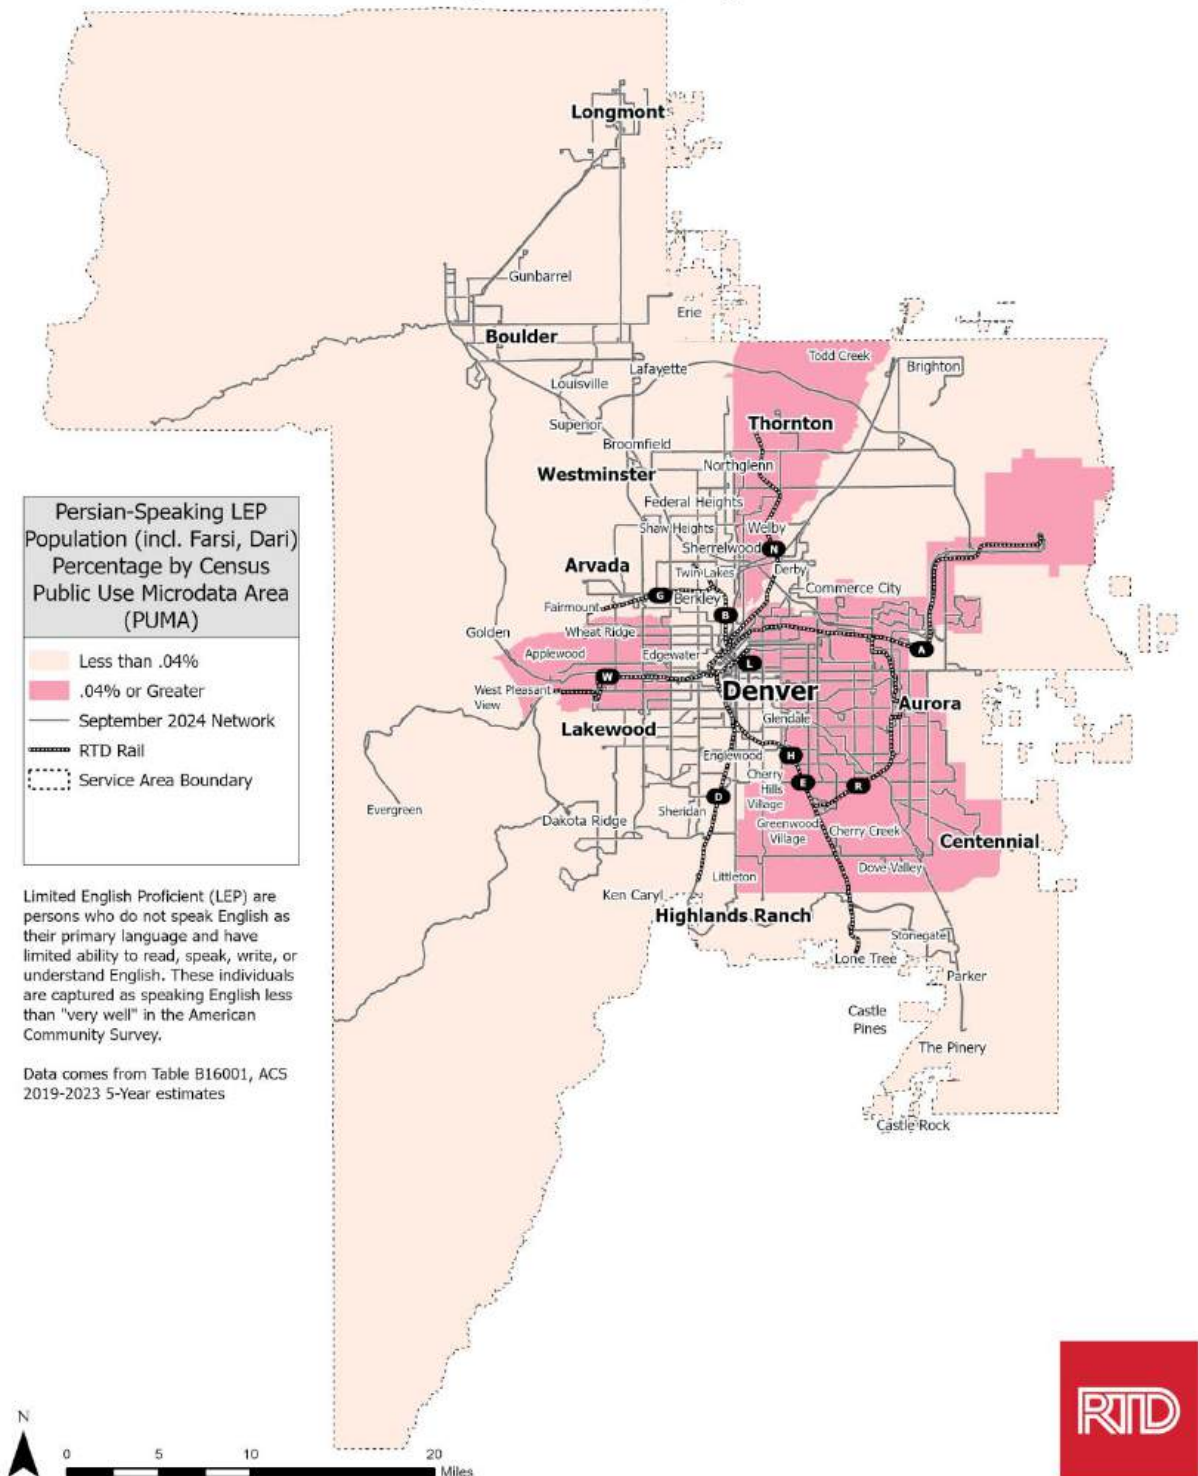 Longmont
Gunbarrel
Erie
Boulder
Todd Creek
Lafayette
Brighton
Louisville
Superior
Thornton
Broomfield
Westminster
Northglenn
Federal Heights
Shaw Heights
Welby
Sherrelwood
N
Arvada
Twin Lakes
Derby
Commerce City
G
Berkley
Fairmount
B
Golden
Wheat Ridge
Applewood
Edgewater
A
L
W
West Pleasant
View
Denver
Aurora
Lakewood
Glendale
Englewood
H
Cherry
Hills
Village
E
R
D
Evergreen
Sheridan
Dakota Ridge
Greenwood
Village
Cherry Creek
Centennial
Dove Valley
Littleton
Ken Caryl
Highlands Ranch
Stonegate
Lone Tree
Parker
Castle
Pines
The Pinery
Castle Rock
Persian-Speaking LEP
Population (incl. Farsi, Dari)
Percentage by Census
Public Use Microdata Area
(PUMA)
Less than .04%
.04% or Greater
September 2024 Network
RTD Rail
Service Area Boundary
Limited English Proficient (LEP) are
persons who do not speak English as
their primary language and have
limited ability to read, speak, write, or
understand English. These individuals
are captured as speaking English less
than "very well" in the American
Community Survey.
Data comes from Table B16001, ACS
2019-2023 5-Year estimates
N
0 5 10 20
Miles
RTD